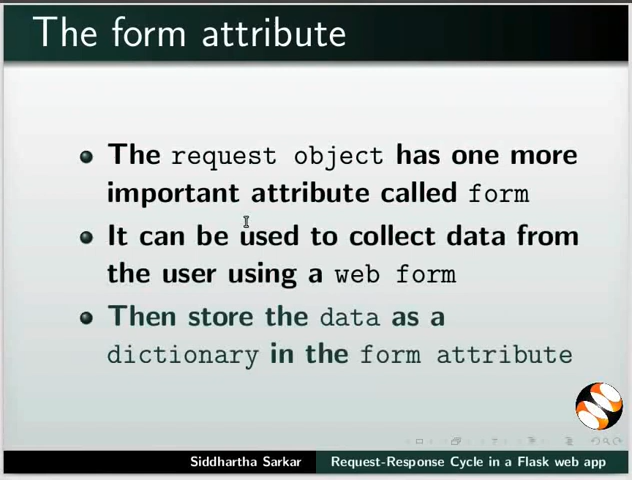 The form attribute
The request object has one more
important attribute called form
It can be used to collect data from
the user using a web form
Then store the data as a
dictionary in the form attribute
Siddhartha Sarkar Request-Response Cycle in a Flask web app